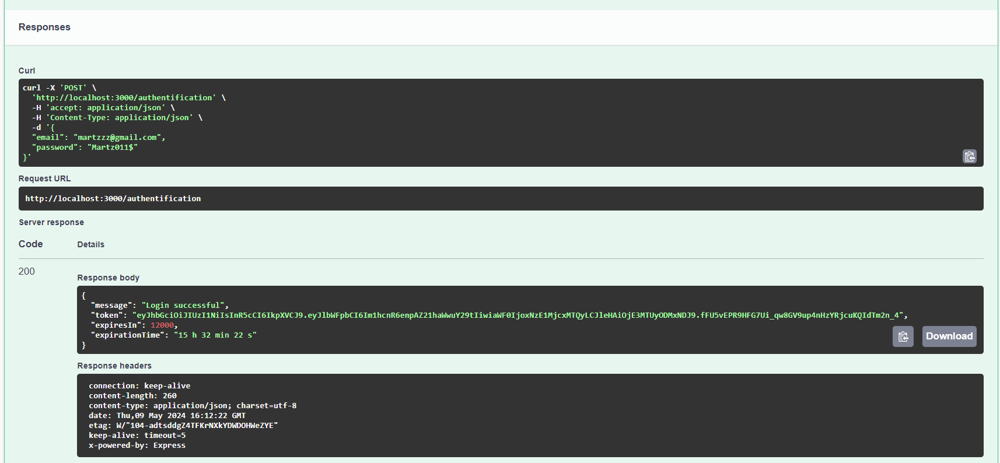 Responses
Curl
curl -X 'POST' \
'http://localhost:3000/authentification' \
-H 'accept: application/json' \
-H 'Content-Type: application/json' \
-d '{
"email": "martzzz@gmail.com",
"password": "Martz011$"
}'
Request URL
http://localhost:3000/authentification
Server response
Code Details
200
Response body
{
"message": "Login successful",
"token": "eyJhbGciOiJIUzI1NiIsInR5cCI6IkpXVCJ9.eyJlbWFpbCI6Im1hcnR6enpAZ21haWwuY29tIiwiaWF0IjoxNzE1MjcxMTQyLCJleHAiOjE3MTUyODMxNDJ9.fFU5vEPR9HFG7Ui_qw8GV9up4nHzYRjcuKQIdTm2n_4",
"expiresIn": 12000,
"expirationTime": "15 h 32 min 22 s"
}
Download
Response headers
connection: keep-alive
content-length: 260
content-type: application/json; charset=utf-8
date: Thu,09 May 2024 16:12:22 GMT
etag: W/"104-adtsddgZ4TFKrNXkYDWDOHWeZYE"
keep-alive: timeout=5
x-powered-by: Express